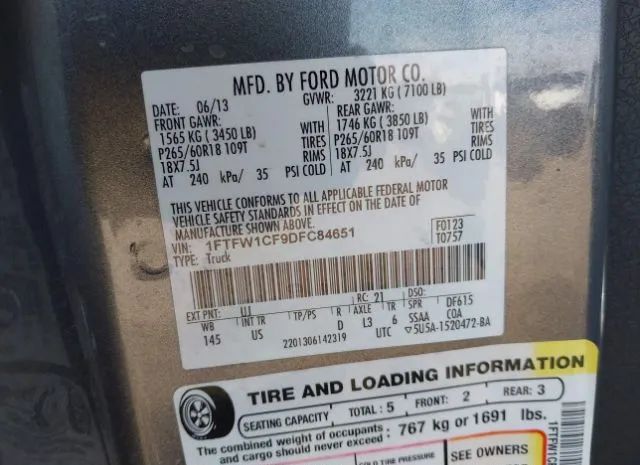 MFD. BY FORD MOTOR CO.
DATE: 06/13 GVWR: 3221 KG ( 7100 LB)
FRONT GAWR: REAR GAWR:
1565 KG ( 3450 LB) WITH 1746 KG ( 3850 LB) WITH
P265/60R18 109T TIRES P265/60R18 109T TIRES
18X7.5J RIMS 18X7.5J RIMS
AT 240 kPa/ 35 PSI COLD AT 240 kPa/ 35 PSI COLD
THIS VEHICLE CONFORMS TO ALL APPLICABLE FEDERAL MOTOR
VEHICLE SAFETY STANDARDS IN EFFECT ON THE DATE OF
MANUFACTURE SHOWN ABOVE.
VIN: 1FTFW1CF9DFC84651 F0123
TYPE: Truck T0757
EXT PNT: UJ RC: 21 DSO:
WB INT TR TP/PS R AXLE TR SPR DF615
145 US D L3 6 SSAA COA
2201306142319 UTC 5U5A-1520472-BA
TIRE AND LOADING INFORMATION
SEATING CAPACITY TOTAL : 5 FRONT: 2 REAR: 3
The combined weight of occupants and cargo should never exceed : 767 kg or 1691 lbs.
COLD TIRE PRESSURE SEE OWNERS